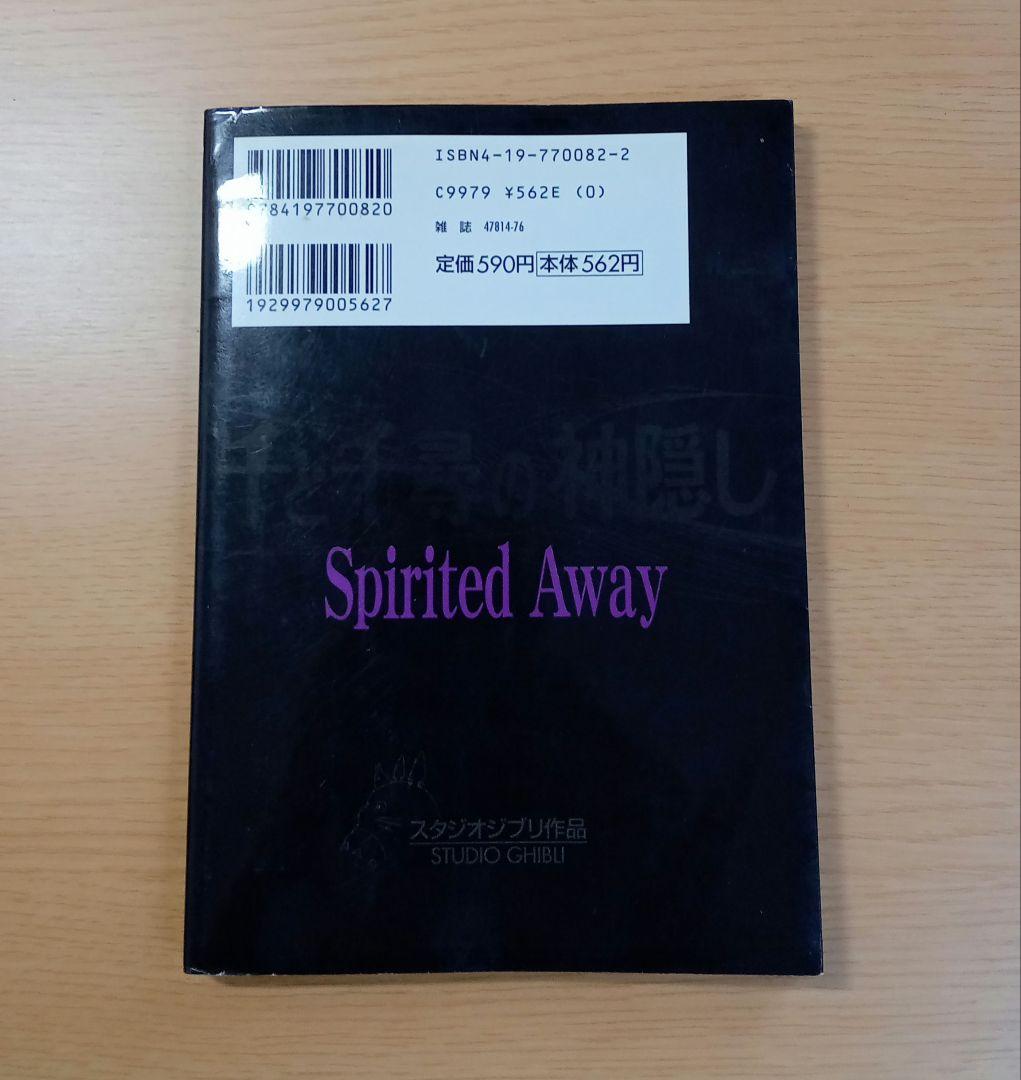 ISBN4-19-770082-2
9784197700820
C9979 ¥562E (0)
雑誌 47814-76
定価590円 本体562円
1929979005627
千と千尋の神隠し
Spirited Away
スタジオジブリ作品
STUDIO GHIBLI